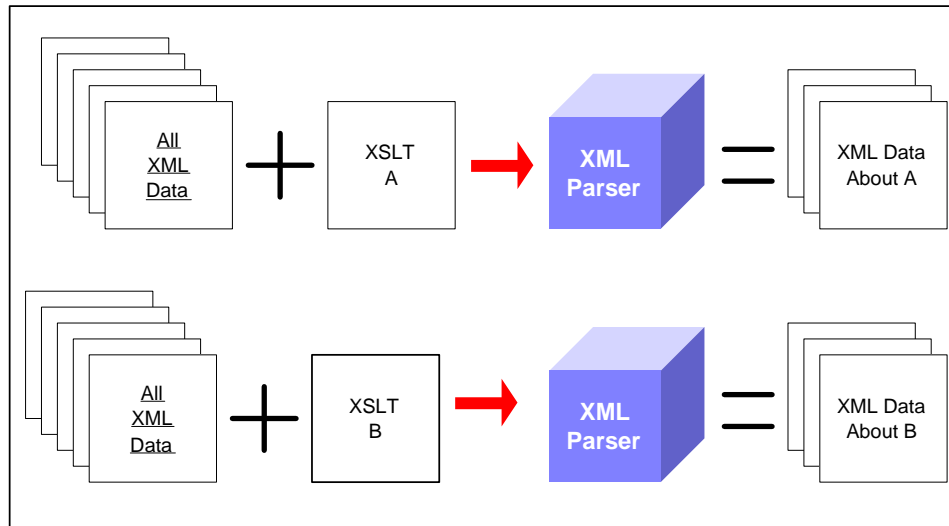 All
XML
Data
XSLT
A
XML
Parser
XML Data
About A
All
XML
Data
XSLT
B
XML
Parser
XML Data
About B